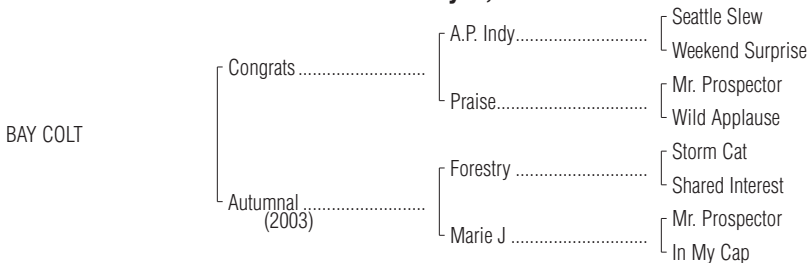 Seattle Slew
A.P. Indy..............................
Weekend Surprise
Congrats ...........................
Mr. Prospector
Praise..................................
Wild Applause
BAY COLT
Storm Cat
Forestry ..............................
Shared Interest
Autumnal ..........................
(2003)
Mr. Prospector
Marie J ...............................
In My Cap